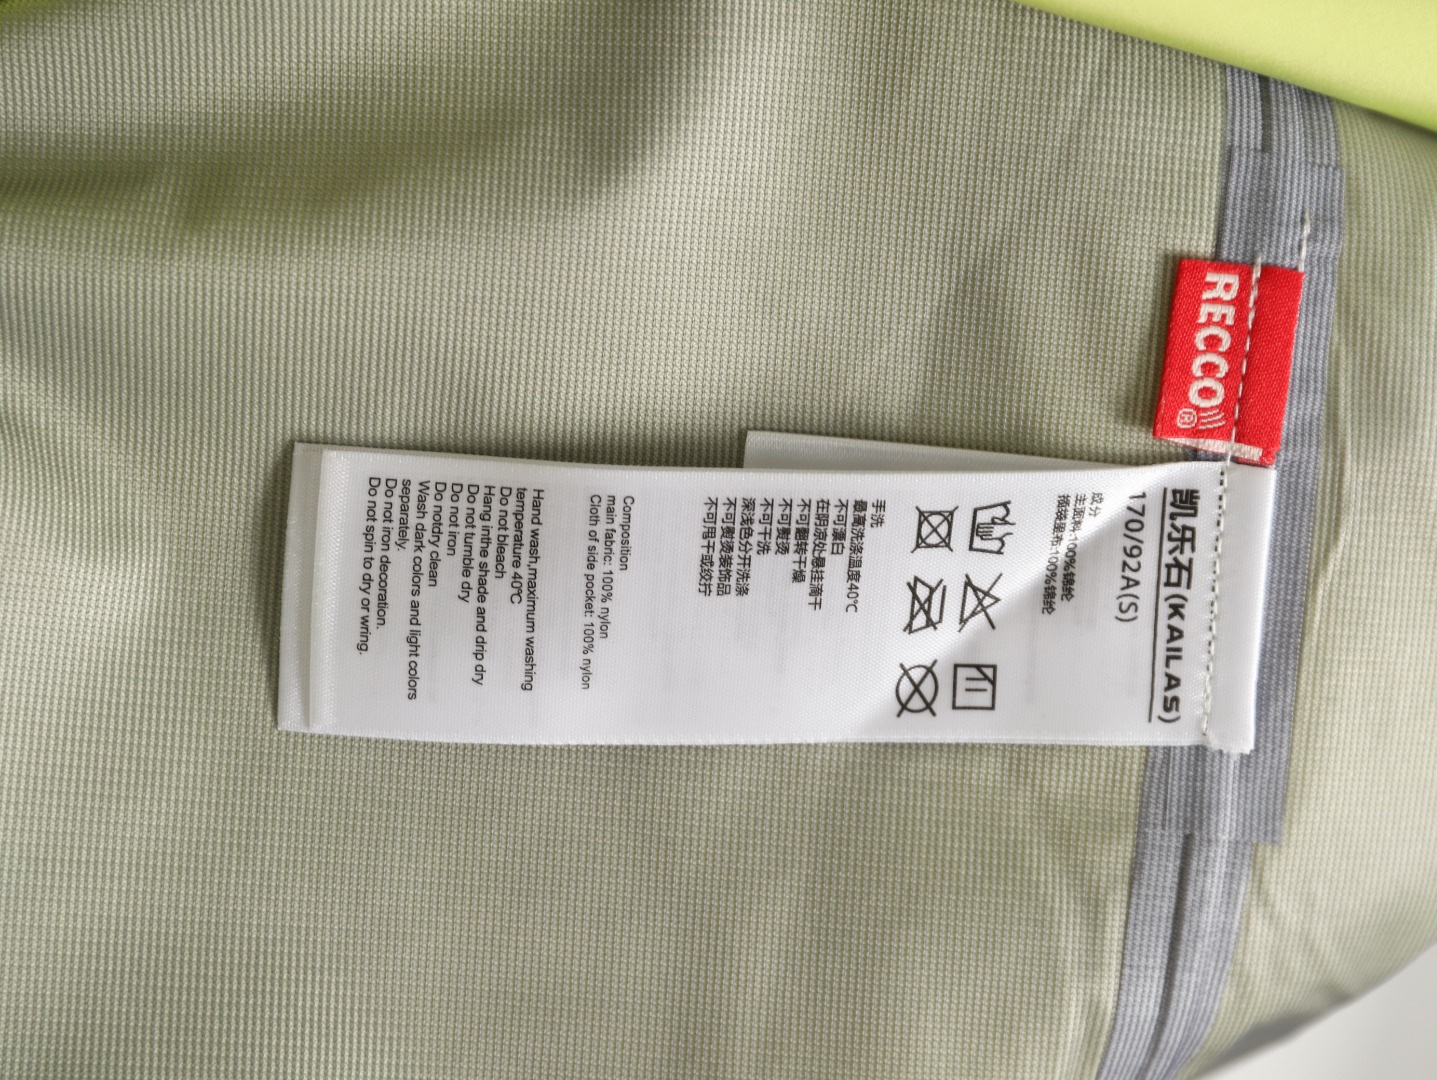 RECCO®
凯乐石(KAILAS)
170/92A(S)
成分
主面料:100%锦纶
侧袋里布:100%锦纶
手洗
最高洗涤温度40℃
不可漂白
在阴凉处悬挂滴干
不可翻转干燥
不可熨烫
不可干洗
深浅色分开洗涤
不可熨烫装饰品
不可甩干或绞拧
Composition
main fabric: 100% nylon
Cloth of side pocket: 100% nylon
Hand wash,maximum washing
temperature 40℃
Do not bleach
Hang inthe shade and drip dry
Do not tumble dry
Do not iron
Do notdry clean
Wash dark colors and light colors
separately.
Do not iron decoration.
Do not spin to dry or wring.